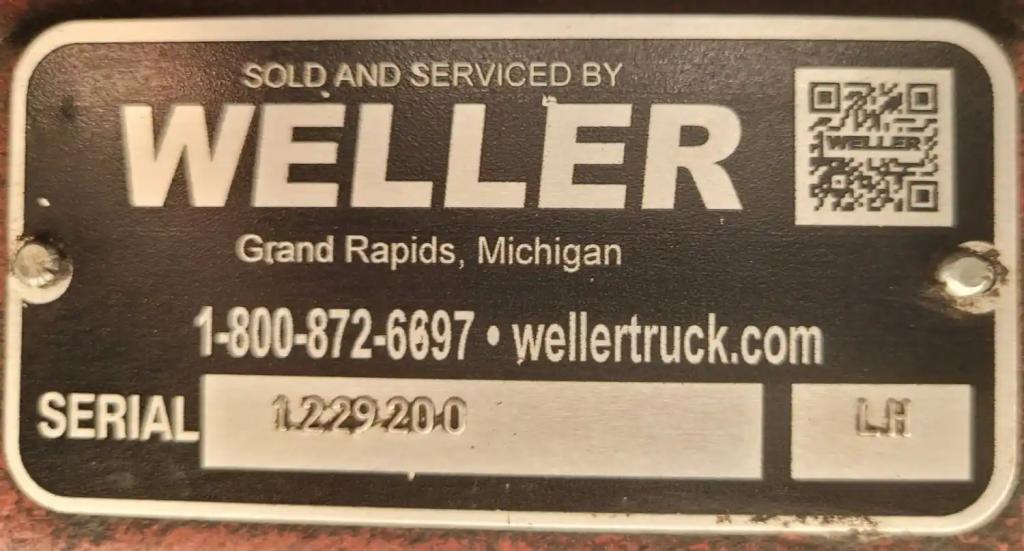 SOLD AND SERVICED BY
WELLER
WELLER
Grand Rapids, Michigan
1-800-872-6697 • wellertruck.com
SERIAL 1229200 LH